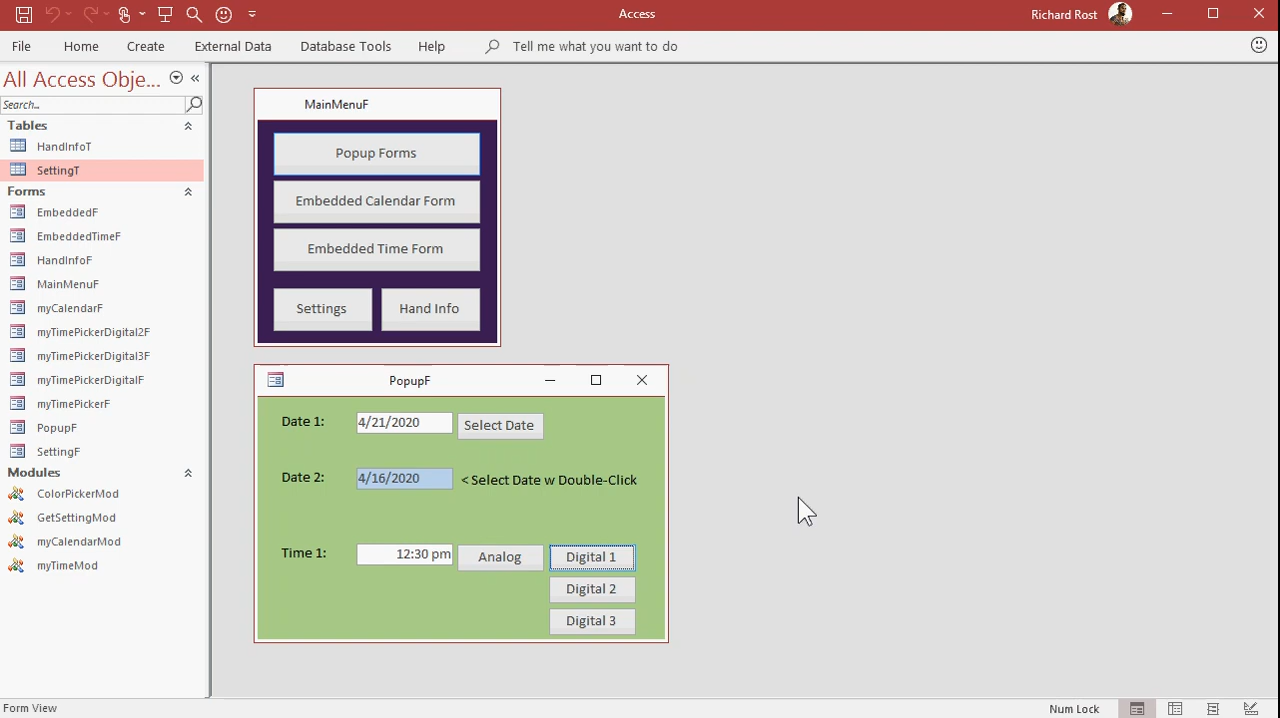 Access
Richard Rost
File Home Create External Data Database Tools Help Tell me what you want to do
All Access Obje...
Search...
Tables
HandInfoT
SettingT
Forms
EmbeddedF
EmbeddedTimeF
HandInfoF
MainMenuF
myCalendarF
myTimePickerDigital2F
myTimePickerDigital3F
myTimePickerDigitalF
myTimePickerF
PopupF
SettingF
Modules
ColorPickerMod
GetSettingMod
myCalendarMod
myTimeMod
MainMenuF
Popup Forms
Embedded Calendar Form
Embedded Time Form
Settings Hand Info
PopupF
Date 1: 4/21/2020 Select Date
Date 2: 4/16/2020 < Select Date w Double-Click
Time 1: 12:30 pm Analog Digital 1
Digital 2
Digital 3
Form View Num Lock